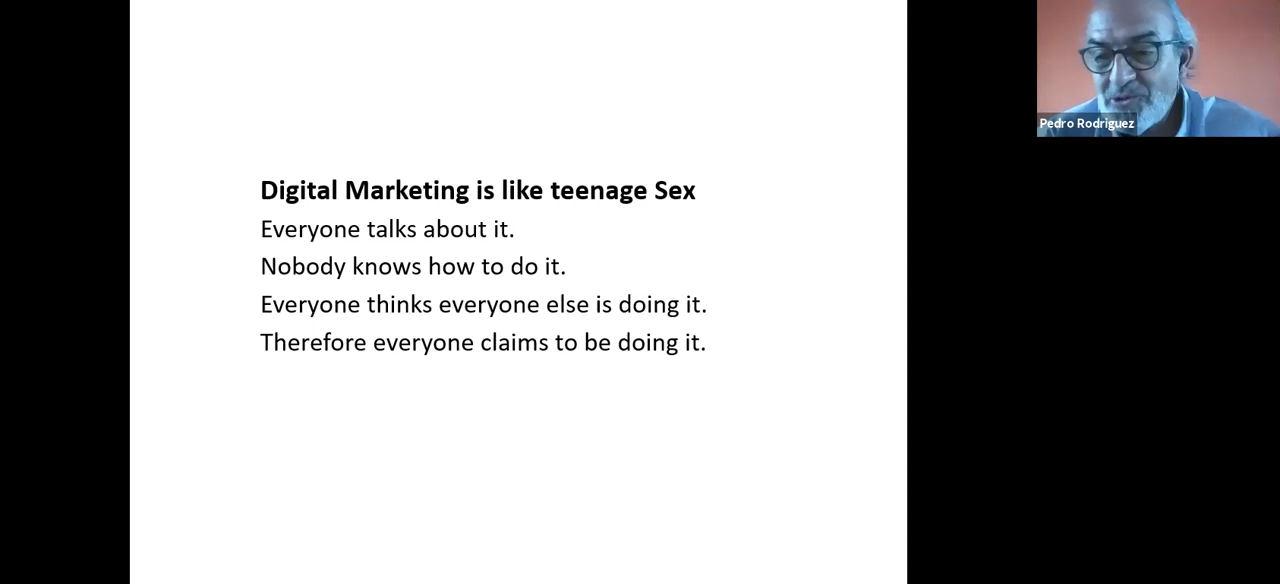 Digital Marketing is like teenage Sex
Everyone talks about it.
Nobody knows how to do it.
Everyone thinks everyone else is doing it.
Therefore everyone claims to be doing it.
Pedro Rodriguez